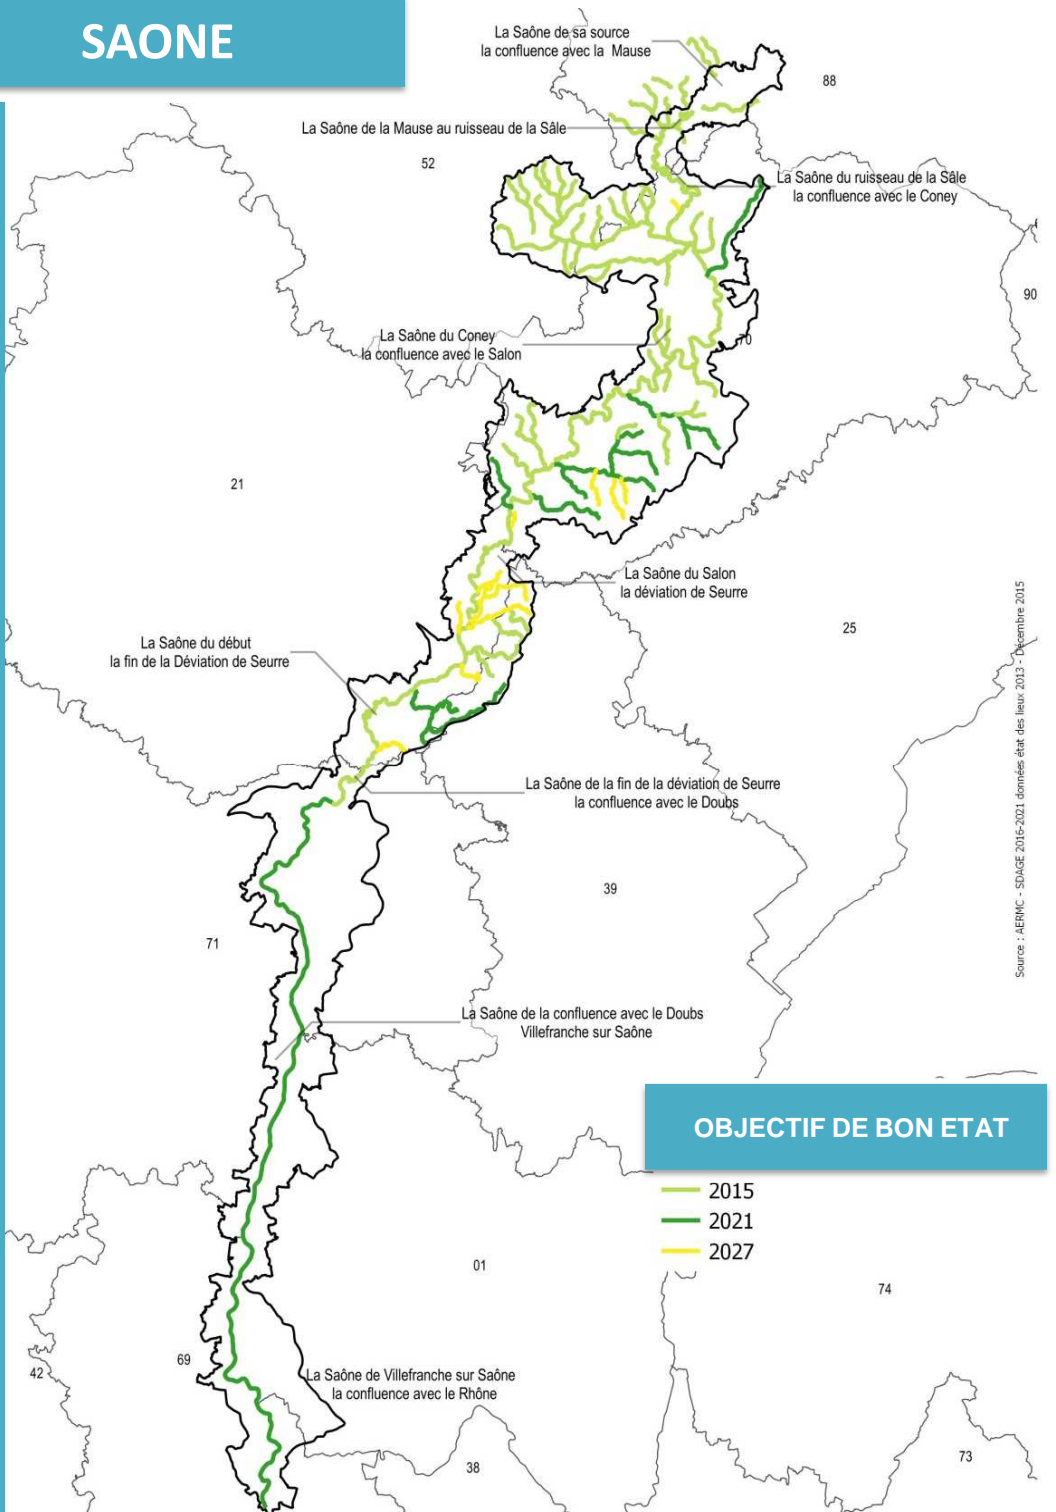 SAONE
La Saône de sa source
la confluence avec la Mause
88
La Saône de la Mause au ruisseau de la Sâle
52
La Saône du ruisseau de la Sâle
la confluence avec le Coney
90
La Saône du Coney
la confluence avec le Salon
70
21
La Saône du Salon
la déviation de Seurre
25
La Saône du début
la fin de la Déviation de Seurre
Source : AERMC - SDAGE 2016-2021 données état des lieux 2013 - Décembre 2015
La Saône de la fin de la déviation de Seurre
la confluence avec le Doubs
39
71
La Saône de la confluence avec le Doubs
Villefranche sur Saône
OBJECTIF DE BON ETAT
2015
2021
2027
01
74
69
42
La Saône de Villefranche sur Saône
la confluence avec le Rhône
38
73